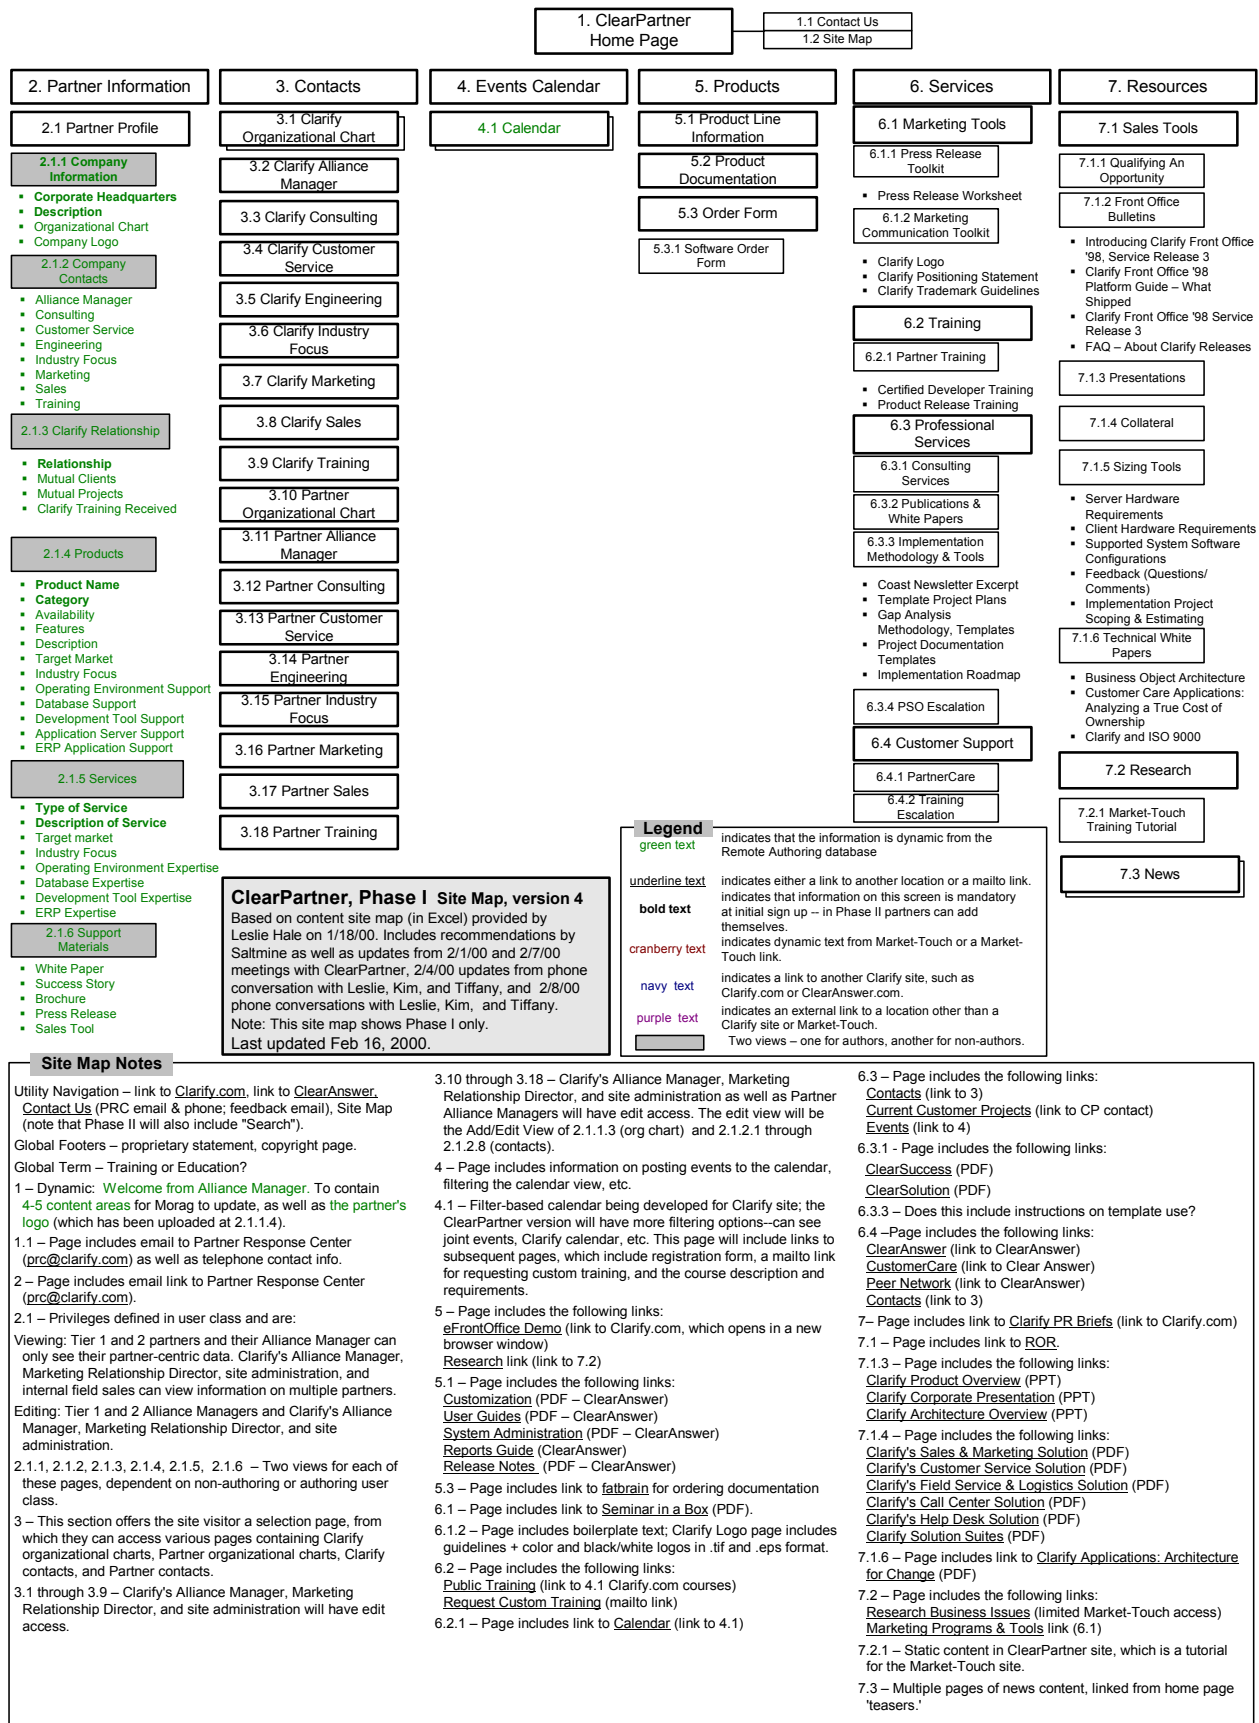 1. ClearPartner
Home Page
1.1 Contact Us
1.2 Site Map
2. Partner Information
2.1 Partner Profile
2.1.1 Company
Information
▪ Corporate Headquarters
▪ Description
▪ Organizational Chart
▪ Company Logo
2.1.2 Company
Contacts
▪ Alliance Manager
▪ Consulting
▪ Customer Service
▪ Engineering
▪ Industry Focus
▪ Marketing
▪ Sales
▪ Training
2.1.3 Clarify Relationship
▪ Relationship
▪ Mutual Clients
▪ Mutual Projects
▪ Clarify Training Received
2.1.4 Products
▪ Product Name
▪ Category
▪ Availability
▪ Features
▪ Description
▪ Target Market
▪ Industry Focus
▪ Operating Environment Support
▪ Database Support
▪ Development Tool Support
▪ Application Server Support
▪ ERP Application Support
2.1.5 Services
▪ Type of Service
▪ Description of Service
▪ Target market
▪ Industry Focus
▪ Operating Environment Expertise
▪ Database Expertise
▪ Development Tool Expertise
▪ ERP Expertise
2.1.6 Support
Materials
▪ White Paper
▪ Success Story
▪ Brochure
▪ Press Release
▪ Sales Tool
3. Contacts
3.1 Clarify
Organizational Chart
3.2 Clarify Alliance
Manager
3.3 Clarify Consulting
3.4 Clarify Customer
Service
3.5 Clarify Engineering
3.6 Clarify Industry
Focus
3.7 Clarify Marketing
3.8 Clarify Sales
3.9 Clarify Training
3.10 Partner
Organizational Chart
3.11 Partner Alliance
Manager
3.12 Partner Consulting
3.13 Partner Customer
Service
3.14 Partner
Engineering
3.15 Partner Industry
Focus
3.16 Partner Marketing
3.17 Partner Sales
3.18 Partner Training
4. Events Calendar
4.1 Calendar
5. Products
5.1 Product Line
Information
5.2 Product
Documentation
5.3 Order Form
5.3.1 Software Order
Form
6. Services
6.1 Marketing Tools
6.1.1 Press Release
Toolkit
▪ Press Release Worksheet
6.1.2 Marketing
Communication Toolkit
▪ Clarify Logo
▪ Clarify Positioning Statement
▪ Clarify Trademark Guidelines
6.2 Training
6.2.1 Partner Training
▪ Certified Developer Training
▪ Product Release Training
6.3 Professional
Services
6.3.1 Consulting
Services
6.3.2 Publications &
White Papers
6.3.3 Implementation
Methodology & Tools
▪ Coast Newsletter Excerpt
▪ Template Project Plans
▪ Gap Analysis
Methodology, Templates
▪ Project Documentation
Templates
▪ Implementation Roadmap
6.3.4 PSO Escalation
6.4 Customer Support
6.4.1 PartnerCare
6.4.2 Training
Escalation
7. Resources
7.1 Sales Tools
7.1.1 Qualifying An
Opportunity
7.1.2 Front Office
Bulletins
▪ Introducing Clarify Front Office
'98, Service Release 3
▪ Clarify Front Office '98
Platform Guide – What
Shipped
▪ Clarify Front Office '98 Service
Release 3
▪ FAQ – About Clarify Releases
7.1.3 Presentations
7.1.4 Collateral
7.1.5 Sizing Tools
▪ Server Hardware
Requirements
▪ Client Hardware Requirements
▪ Supported System Software
Configurations
▪ Feedback (Questions/
Comments)
▪ Implementation Project
Scoping & Estimating
7.1.6 Technical White
Papers
▪ Business Object Architecture
▪ Customer Care Applications:
Analyzing a True Cost of
Ownership
▪ Clarify and ISO 9000
7.2 Research
7.2.1 Market-Touch
Training Tutorial
7.3 News
ClearPartner, Phase I Site Map, version 4
Based on content site map (in Excel) provided by
Leslie Hale on 1/18/00. Includes recommendations by
Saltmine as well as updates from 2/1/00 and 2/7/00
meetings with ClearPartner, 2/4/00 updates from phone
conversation with Leslie, Kim, and Tiffany, and 2/8/00
phone conversations with Leslie, Kim, and Tiffany.
Note: This site map shows Phase I only.
Last updated Feb 16, 2000.
Legend
green text
indicates that the information is dynamic from the
Remote Authoring database
underline text
indicates either a link to another location or a mailto link.
bold text
indicates that information on this screen is mandatory
at initial sign up -- in Phase II partners can add
themselves.
cranberry text
indicates dynamic text from Market-Touch or a Market-
Touch link.
navy text
indicates a link to another Clarify site, such as
Clarify.com or ClearAnswer.com.
purple text
indicates an external link to a location other than a
Clarify site or Market-Touch.
Two views – one for authors, another for non-authors.
Site Map Notes
Utility Navigation – link to Clarify.com, link to ClearAnswer,
Contact Us (PRC email & phone; feedback email), Site Map
(note that Phase II will also include "Search").
Global Footers – proprietary statement, copyright page.
Global Term – Training or Education?
1 – Dynamic: Welcome from Alliance Manager. To contain
4-5 content areas for Morag to update, as well as the partner's
logo (which has been uploaded at 2.1.1.4).
1.1 – Page includes email to Partner Response Center
(prc@clarify.com) as well as telephone contact info.
2 – Page includes email link to Partner Response Center
(prc@clarify.com).
2.1 – Privileges defined in user class and are:
Viewing: Tier 1 and 2 partners and their Alliance Manager can
only see their partner-centric data. Clarify's Alliance Manager,
Marketing Relationship Director, site administration, and
internal field sales can view information on multiple partners.
Editing: Tier 1 and 2 Alliance Managers and Clarify's Alliance
Manager, Marketing Relationship Director, and site
administration.
2.1.1, 2.1.2, 2.1.3, 2.1.4, 2.1.5, 2.1.6 – Two views for each of
these pages, dependent on non-authoring or authoring user
class.
3 – This section offers the site visitor a selection page, from
which they can access various pages containing Clarify
organizational charts, Partner organizational charts, Clarify
contacts, and Partner contacts.
3.1 through 3.9 – Clarify's Alliance Manager, Marketing
Relationship Director, and site administration will have edit
access.
3.10 through 3.18 – Clarify's Alliance Manager, Marketing
Relationship Director, and site administration as well as Partner
Alliance Managers will have edit access. The edit view will be
the Add/Edit View of 2.1.1.3 (org chart) and 2.1.2.1 through
2.1.2.8 (contacts).
4 – Page includes information on posting events to the calendar,
filtering the calendar view, etc.
4.1 – Filter-based calendar being developed for Clarify site; the
ClearPartner version will have more filtering options--can see
joint events, Clarify calendar, etc. This page will include links to
subsequent pages, which include registration form, a mailto link
for requesting custom training, and the course description and
requirements.
5 – Page includes the following links:
eFrontOffice Demo (link to Clarify.com, which opens in a new
browser window)
Research link (link to 7.2)
5.1 – Page includes the following links:
Customization (PDF – ClearAnswer)
User Guides (PDF – ClearAnswer)
System Administration (PDF – ClearAnswer)
Reports Guide (ClearAnswer)
Release Notes (PDF – ClearAnswer)
5.3 – Page includes link to fatbrain for ordering documentation
6.1 – Page includes link to Seminar in a Box (PDF).
6.1.2 – Page includes boilerplate text; Clarify Logo page includes
guidelines + color and black/white logos in .tif and .eps format.
6.2 – Page includes the following links:
Public Training (link to 4.1 Clarify.com courses)
Request Custom Training (mailto link)
6.2.1 – Page includes link to Calendar (link to 4.1)
6.3 – Page includes the following links:
Contacts (link to 3)
Current Customer Projects (link to CP contact)
Events (link to 4)
6.3.1 - Page includes the following links:
ClearSuccess (PDF)
ClearSolution (PDF)
6.3.3 – Does this include instructions on template use?
6.4 –Page includes the following links:
ClearAnswer (link to ClearAnswer)
CustomerCare (link to Clear Answer)
Peer Network (link to ClearAnswer)
Contacts (link to 3)
7– Page includes link to Clarify PR Briefs (link to Clarify.com)
7.1 – Page includes link to ROR.
7.1.3 – Page includes the following links:
Clarify Product Overview (PPT)
Clarify Corporate Presentation (PPT)
Clarify Architecture Overview (PPT)
7.1.4 – Page includes the following links:
Clarify's Sales & Marketing Solution (PDF)
Clarify's Customer Service Solution (PDF)
Clarify's Field Service & Logistics Solution (PDF)
Clarify's Call Center Solution (PDF)
Clarify's Help Desk Solution (PDF)
Clarify Solution Suites (PDF)
7.1.6 – Page includes link to Clarify Applications: Architecture
for Change (PDF)
7.2 – Page includes the following links:
Research Business Issues (limited Market-Touch access)
Marketing Programs & Tools link (6.1)
7.2.1 – Static content in ClearPartner site, which is a tutorial
for the Market-Touch site.
7.3 – Multiple pages of news content, linked from home page
'teasers.'